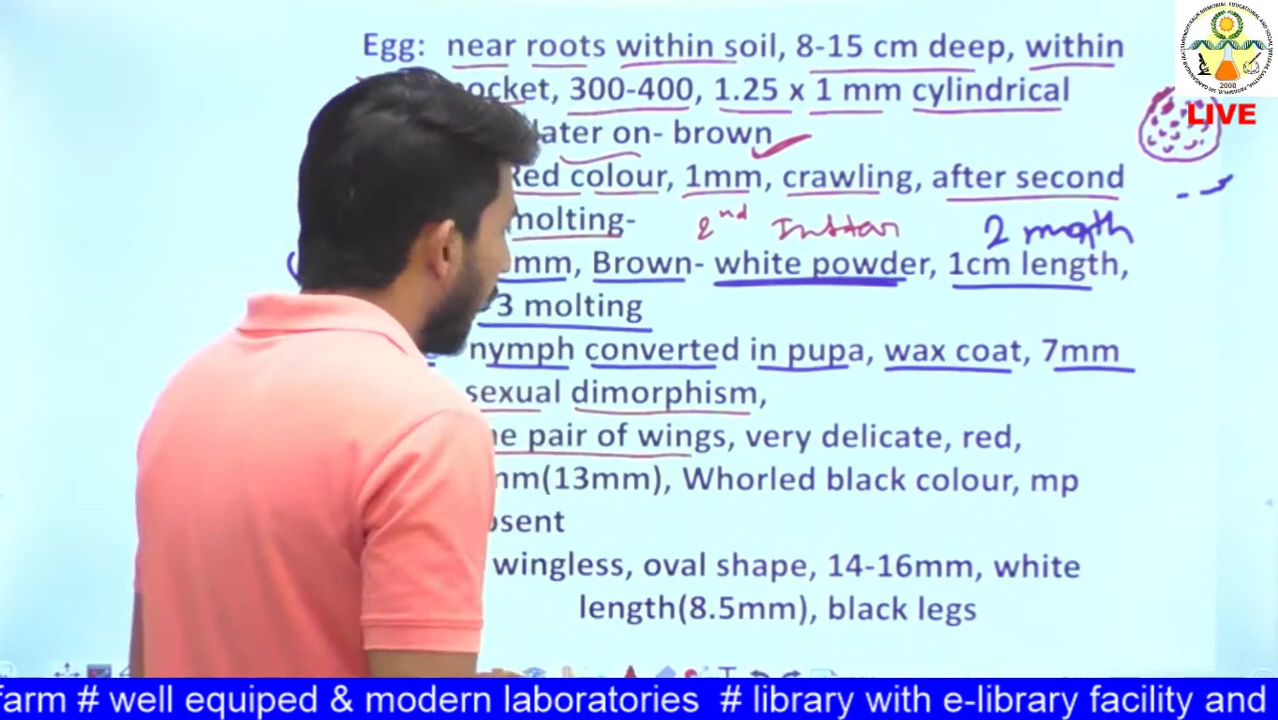 Egg: near roots within soil, 8-15 cm deep, within
ocket, 300-400, 1.25 x 1 mm cylindrical
later on- brown
Red colour, 1mm, crawling, after second
molting- 2nd Instar 2 month
mm, Brown- white powder, 1cm length,
3 molting
nymph converted in pupa, wax coat, 7mm
sexual dimorphism,
ne pair of wings, very delicate, red,
mm(13mm), Whorled black colour, mp
sent
wingless, oval shape, 14-16mm, white
length(8.5mm), black legs
2008
LIVE
farm # well equiped & modern laboratories # library with e-library facility and